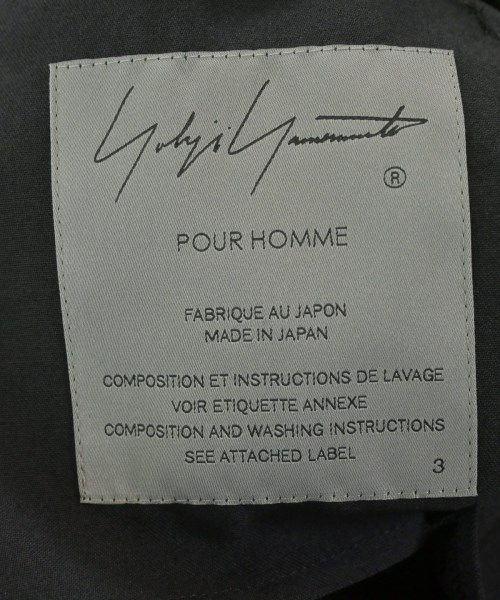 Yohji Yamamoto
®
POUR HOMME
FABRIQUE AU JAPON
MADE IN JAPAN
COMPOSITION ET INSTRUCTIONS DE LAVAGE
VOIR ETIQUETTE ANNEXE
COMPOSITION AND WASHING INSTRUCTIONS
SEE ATTACHED LABEL
3